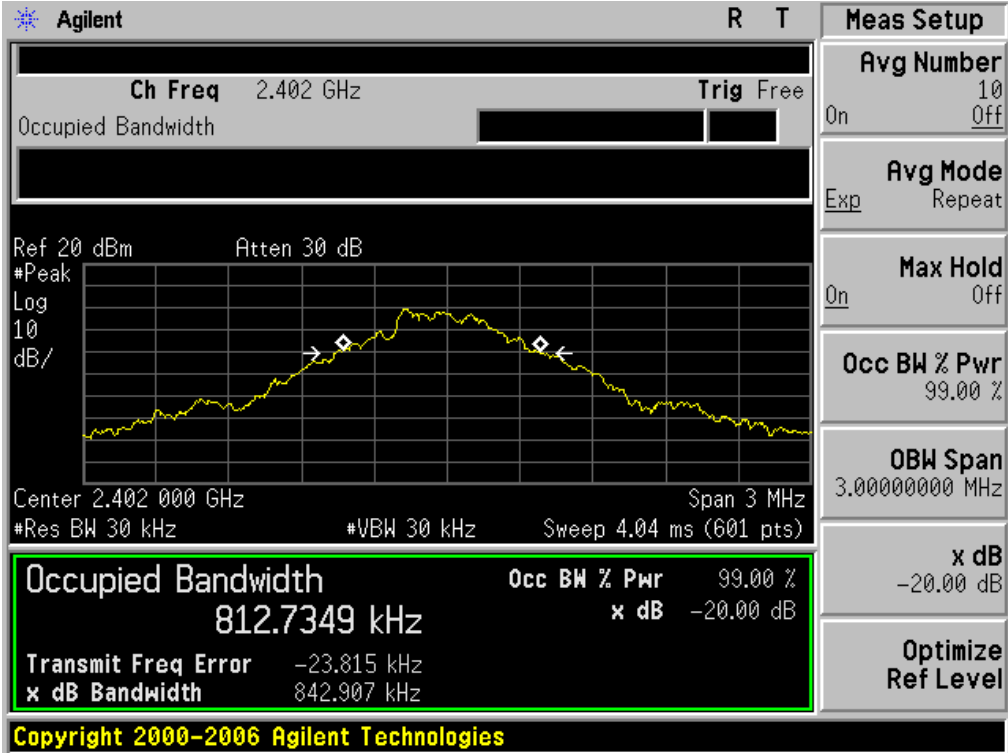 Agilent R T
Ch Freq 2.402 GHz Trig Free
Occupied Bandwidth
Ref 20 dBm Atten 30 dB
#Peak
Log
10
dB/
Center 2.402 000 GHz Span 3 MHz
#Res BW 30 kHz #VBW 30 kHz Sweep 4.04 ms (601 pts)
Occupied Bandwidth Occ BW % Pwr 99.00 %
812.7349 kHz x dB -20.00 dB
Transmit Freq Error -23.815 kHz
x dB Bandwidth 842.907 kHz
Copyright 2000-2006 Agilent Technologies
Meas Setup
Avg Number
10
On Off
Avg Mode
Exp Repeat
Max Hold
On Off
Occ BW % Pwr
99.00 %
OBW Span
3.00000000 MHz
x dB
-20.00 dB
Optimize
Ref Level